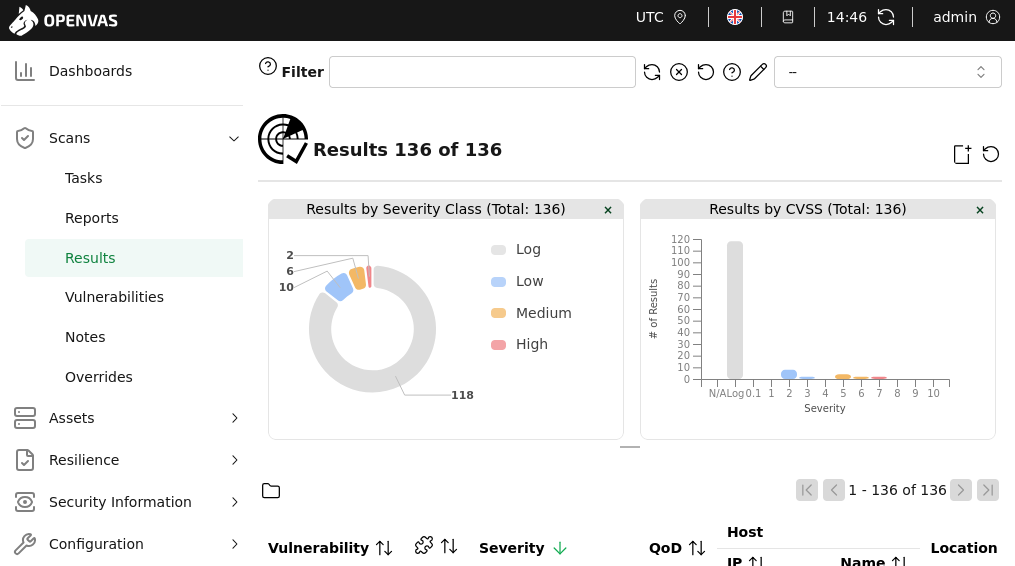 OPENVAS
UTC
14:46
admin
Dashboards
Scans
Tasks
Reports
Results
Vulnerabilities
Notes
Overrides
Assets
Resilience
Security Information
Configuration
Filter
--
Results 136 of 136
Results by Severity Class (Total: 136) ×
2
6
10
118
Log
Low
Medium
High
Results by CVSS (Total: 136) ×
# of Results
120
110
100
90
80
70
60
50
40
30
20
10
0
N/A Log 0.1 1 2 3 4 5 6 7 8 9 10
Severity
1 - 136 of 136
Vulnerability
Severity
QoD
Host
IP
Name
Location